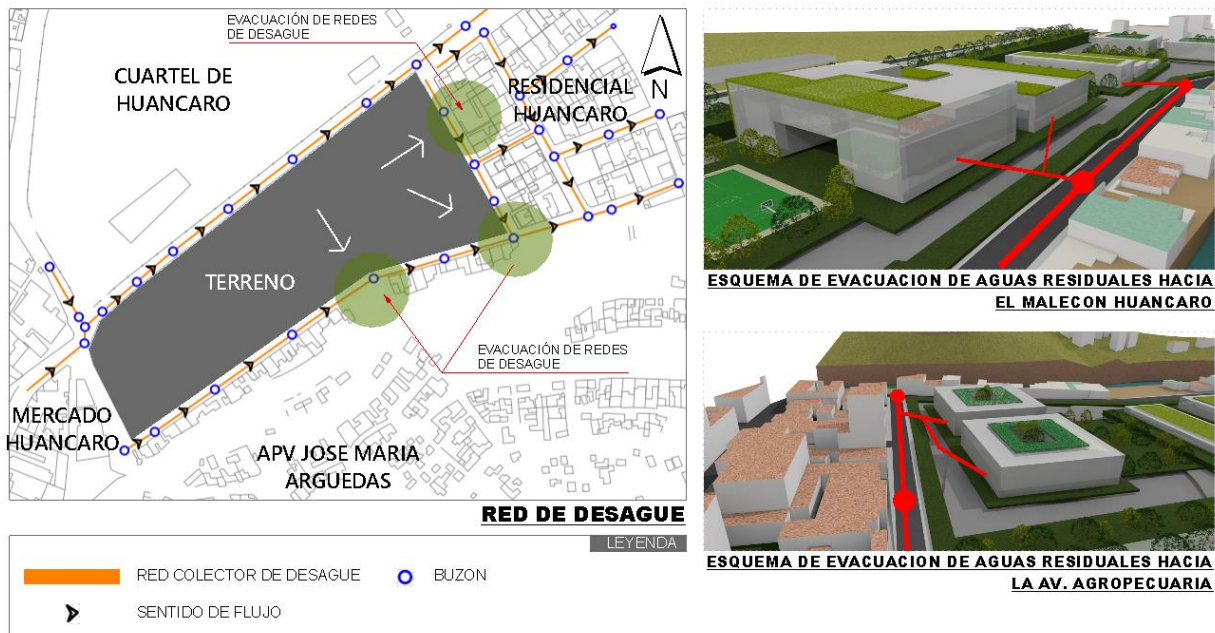 EVACUACIÓN DE REDES
DE DESAGUE
CUARTEL DE
HUANCARO
RESIDENCIAL
HUANCARO
N
TERRENO
EVACUACIÓN DE REDES
DE DESAGUE
MERCADO
HUANCARO
APV JOSE MARIA
ARGUEDAS
RED DE DESAGUE
LEYENDA
RED COLECTOR DE DESAGUE
BUZON
SENTIDO DE FLUJO
ESQUEMA DE EVACUACION DE AGUAS RESIDUALES HACIA
EL MALECON HUANCARO
ESQUEMA DE EVACUACION DE AGUAS RESIDUALES HACIA
LA AV. AGROPECUARIA